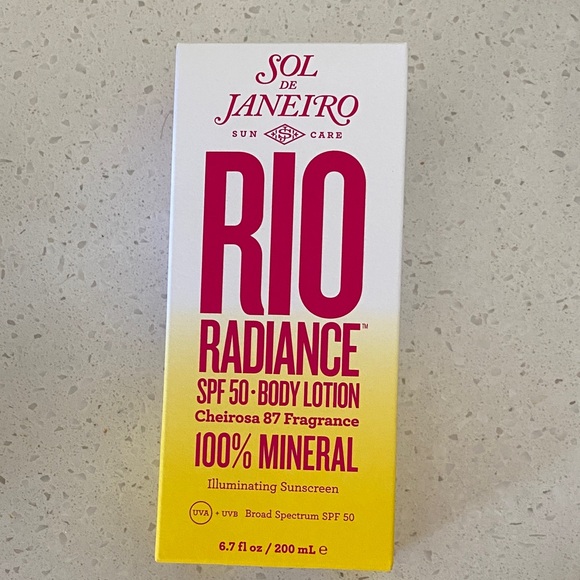 SOL
DE
JANEIRO
SUN CARE
RIO
RADIANCE™
SPF 50 · BODY LOTION
Cheirosa 87 Fragrance
100% MINERAL
Illuminating Sunscreen
UVA + UVB Broad Spectrum SPF 50
6.7 fl oz / 200 mL ℮